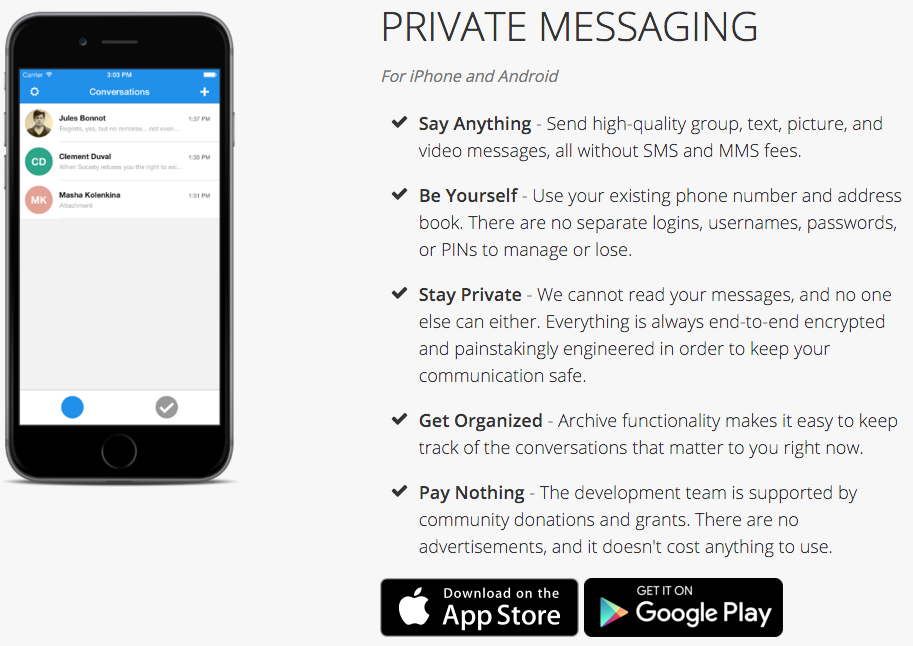 Carrier 3:03 PM
Conversations +
Jules Bonnot 1:37 PM
Regrets, yes, but no remorse... not even...
CD Clement Duval 1:35 PM
When Society refuses you the right to exi...
MK Masha Kolenkina 1:31 PM
Attachment
PRIVATE MESSAGING
For iPhone and Android
Say Anything - Send high-quality group, text, picture, and
video messages, all without SMS and MMS fees.
Be Yourself - Use your existing phone number and address
book. There are no separate logins, usernames, passwords,
or PINs to manage or lose.
Stay Private - We cannot read your messages, and no one
else can either. Everything is always end-to-end encrypted
and painstakingly engineered in order to keep your
communication safe.
Get Organized - Archive functionality makes it easy to keep
track of the conversations that matter to you right now.
Pay Nothing - The development team is supported by
community donations and grants. There are no
advertisements, and it doesn't cost anything to use.
Download on the
App Store
GET IT ON
Google Play